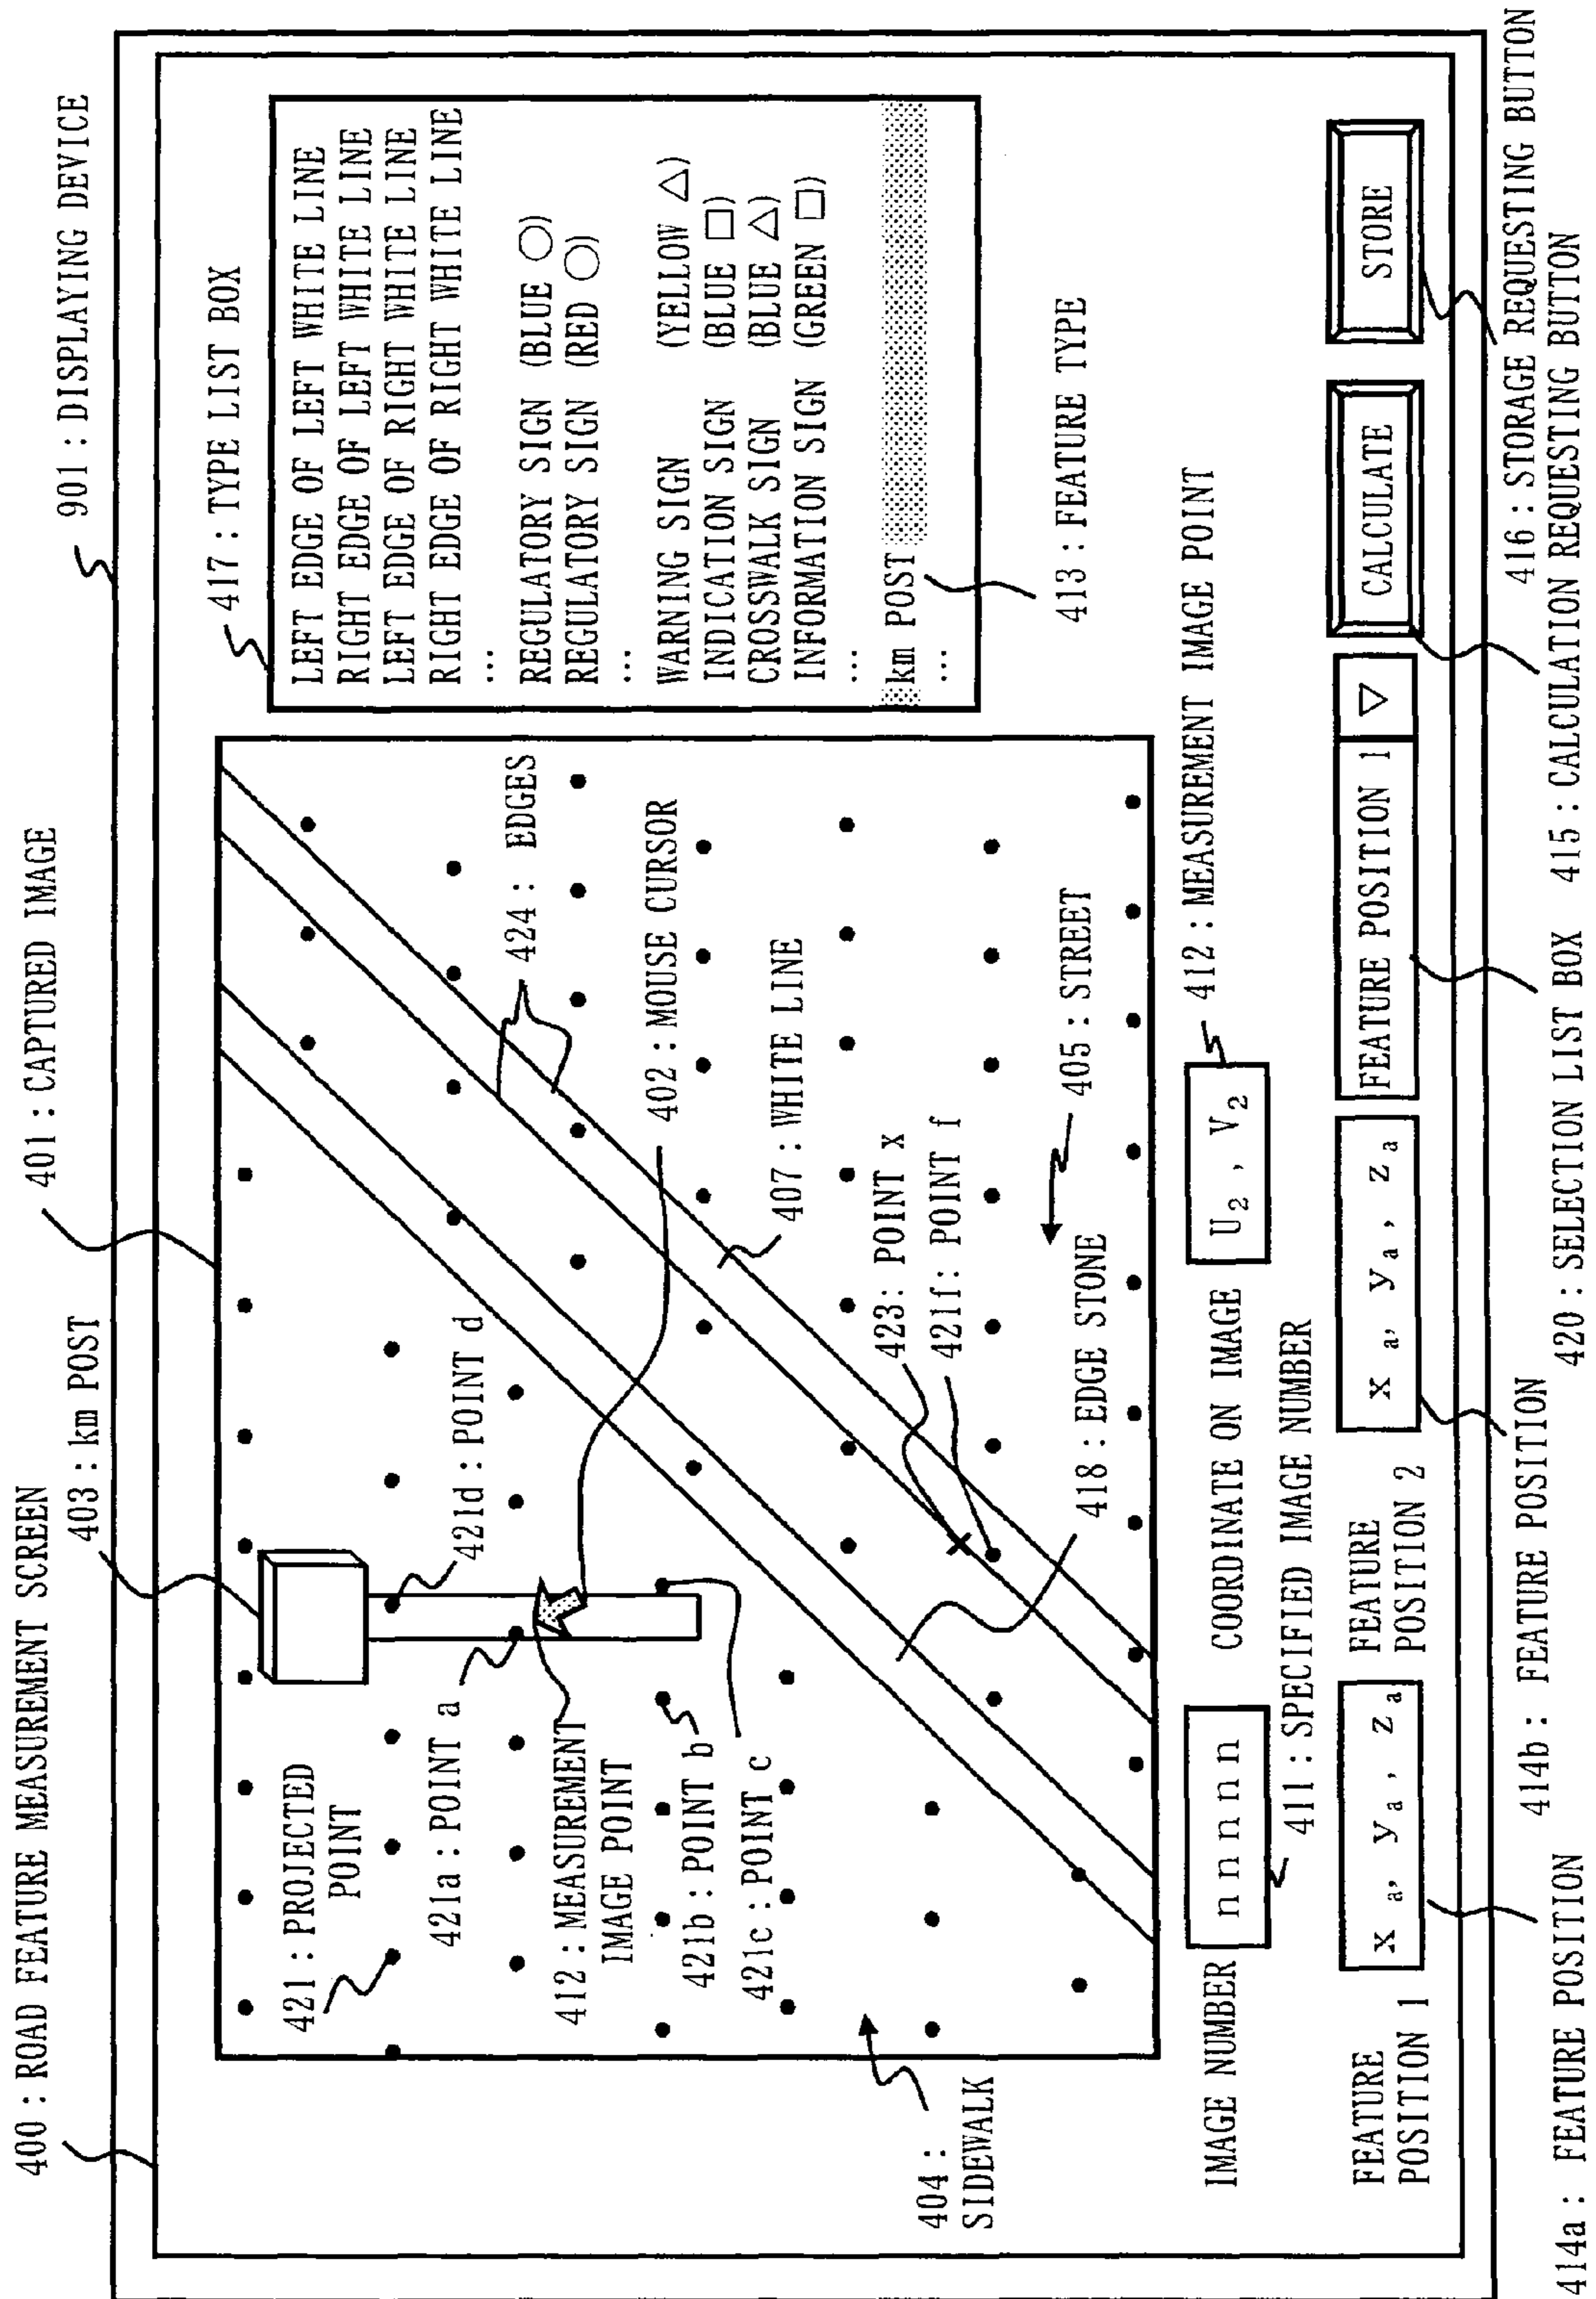 400 : ROAD FEATURE MEASUREMENT SCREEN
403 : km POST
401 : CAPTURED IMAGE
901 : DISPLAYING DEVICE
417 : TYPE LIST BOX
LEFT EDGE OF LEFT WHITE LINE
RIGHT EDGE OF LEFT WHITE LINE
LEFT EDGE OF RIGHT WHITE LINE
RIGHT EDGE OF RIGHT WHITE LINE
...
REGULATORY SIGN (BLUE ○)
REGULATORY SIGN (RED ○)
...
WARNING SIGN (YELLOW △)
INDICATION SIGN (BLUE □)
CROSSWALK SIGN (BLUE △)
INFORMATION SIGN (GREEN □)
...
km POST
...
413 : FEATURE TYPE
421 : PROJECTED
POINT
421d : POINT d
424 : EDGES
421a : POINT a
402 : MOUSE CURSOR
412 : MEASUREMENT
IMAGE POINT
407 : WHITE LINE
421b : POINT b
421c : POINT c
423 : POINT x
421f : POINT f
405 : STREET
418 : EDGE STONE
404 :
SIDEWALK
IMAGE NUMBER
n n n n n
411 : SPECIFIED IMAGE NUMBER
COORDINATE ON IMAGE
U2 , V2
412 : MEASUREMENT IMAGE POINT
FEATURE
POSITION 1
xa, ya, za
FEATURE
POSITION 2
xa, ya, za
FEATURE POSITION 1 ▽
CALCULATE
STORE
416 : STORAGE REQUESTING BUTTON
414a : FEATURE POSITION
414b : FEATURE POSITION
420 : SELECTION LIST BOX
415 : CALCULATION REQUESTING BUTTON